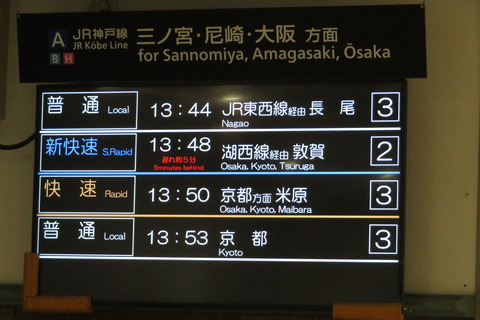 A JR神戸線 三ノ宮・尼崎・大阪 方面
B H JR Kōbe Line for Sannomiya, Amagasaki, Ōsaka
普通 Local 13:44 JR東西線経由 長尾 3
Nagao
新快速 S.Rapid 13:48 湖西線経由 敦賀 2
遅れ約5分 Osaka, Kyoto, Tsuruga
5minutes behind
快速 Rapid 13:50 京都方面 米原 3
Osaka, Kyoto, Maibara
普通 Local 13:53 京都 3
Kyoto